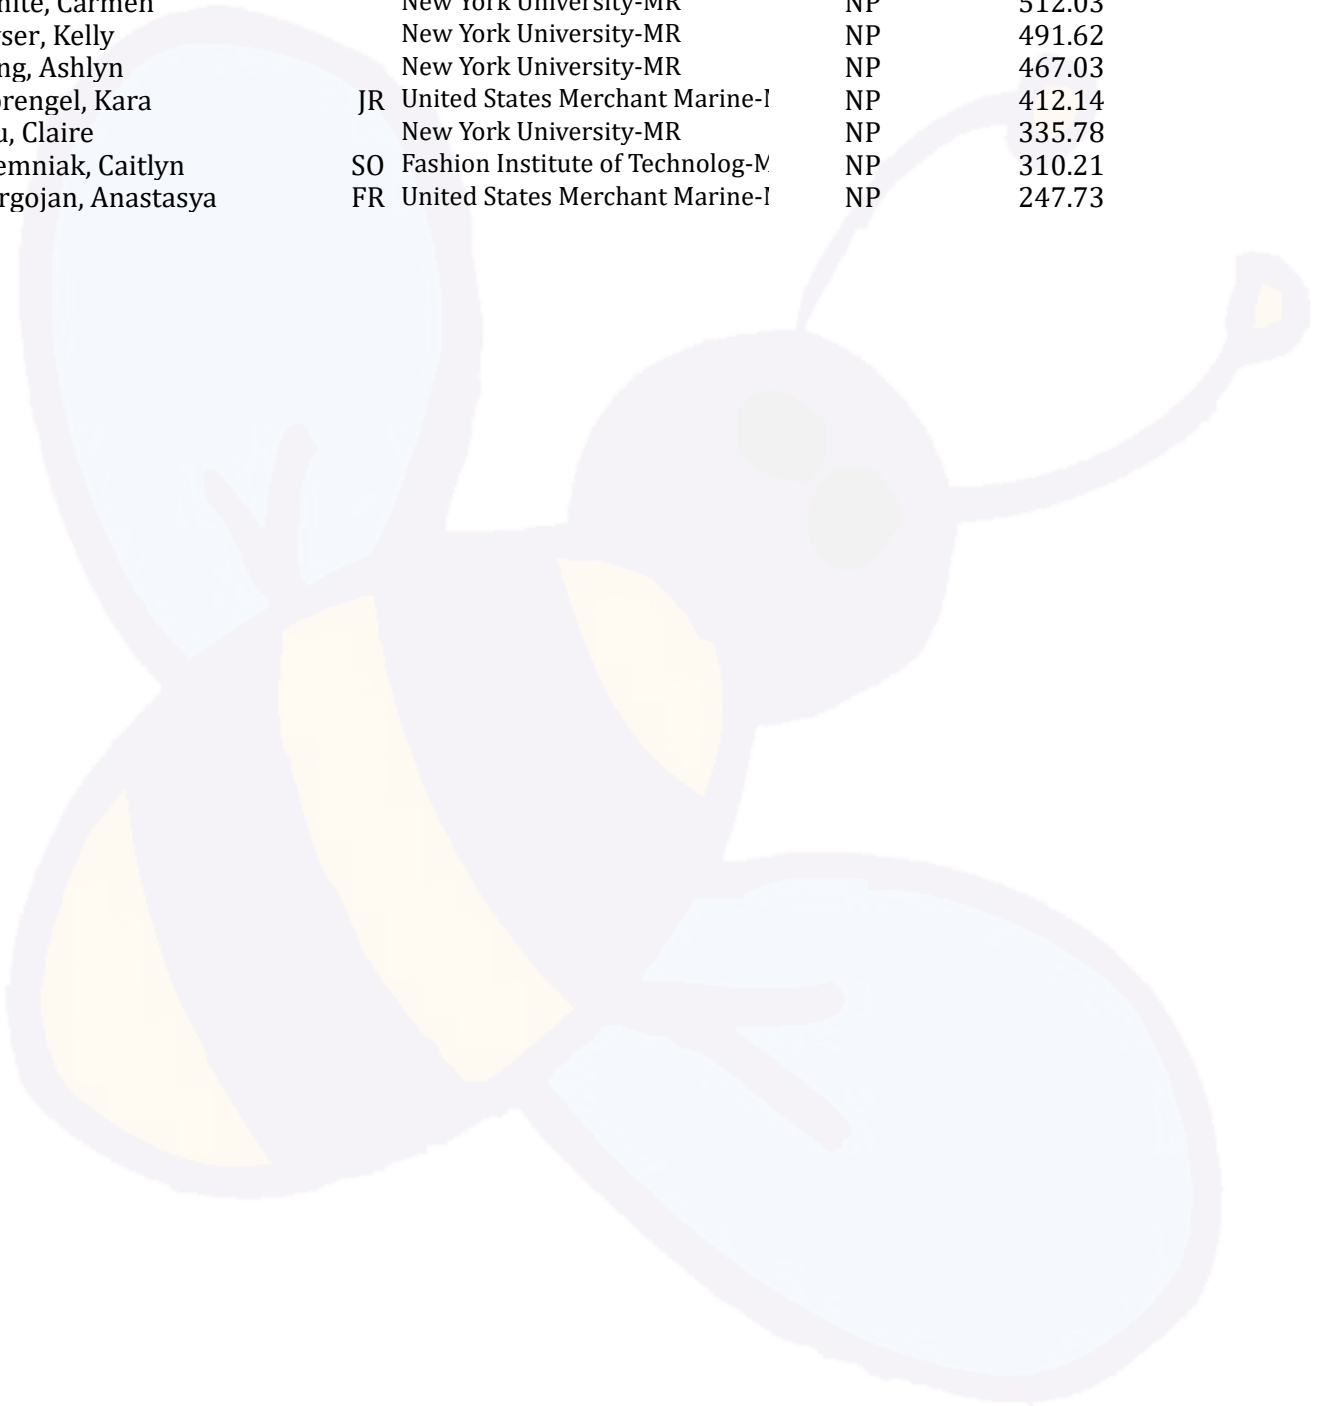 hite, Carmen New York University-MR NP 512.03
ser, Kelly New York University-MR NP 491.62
ng, Ashlyn New York University-MR NP 467.03
rengel, Kara JR United States Merchant Marine- NP 412.14
u, Claire New York University-MR NP 335.78
emniak, Caitlyn SO Fashion Institute of Technolog-M NP 310.21
rgojan, Anastasya FR United States Merchant Marine- NP 247.73